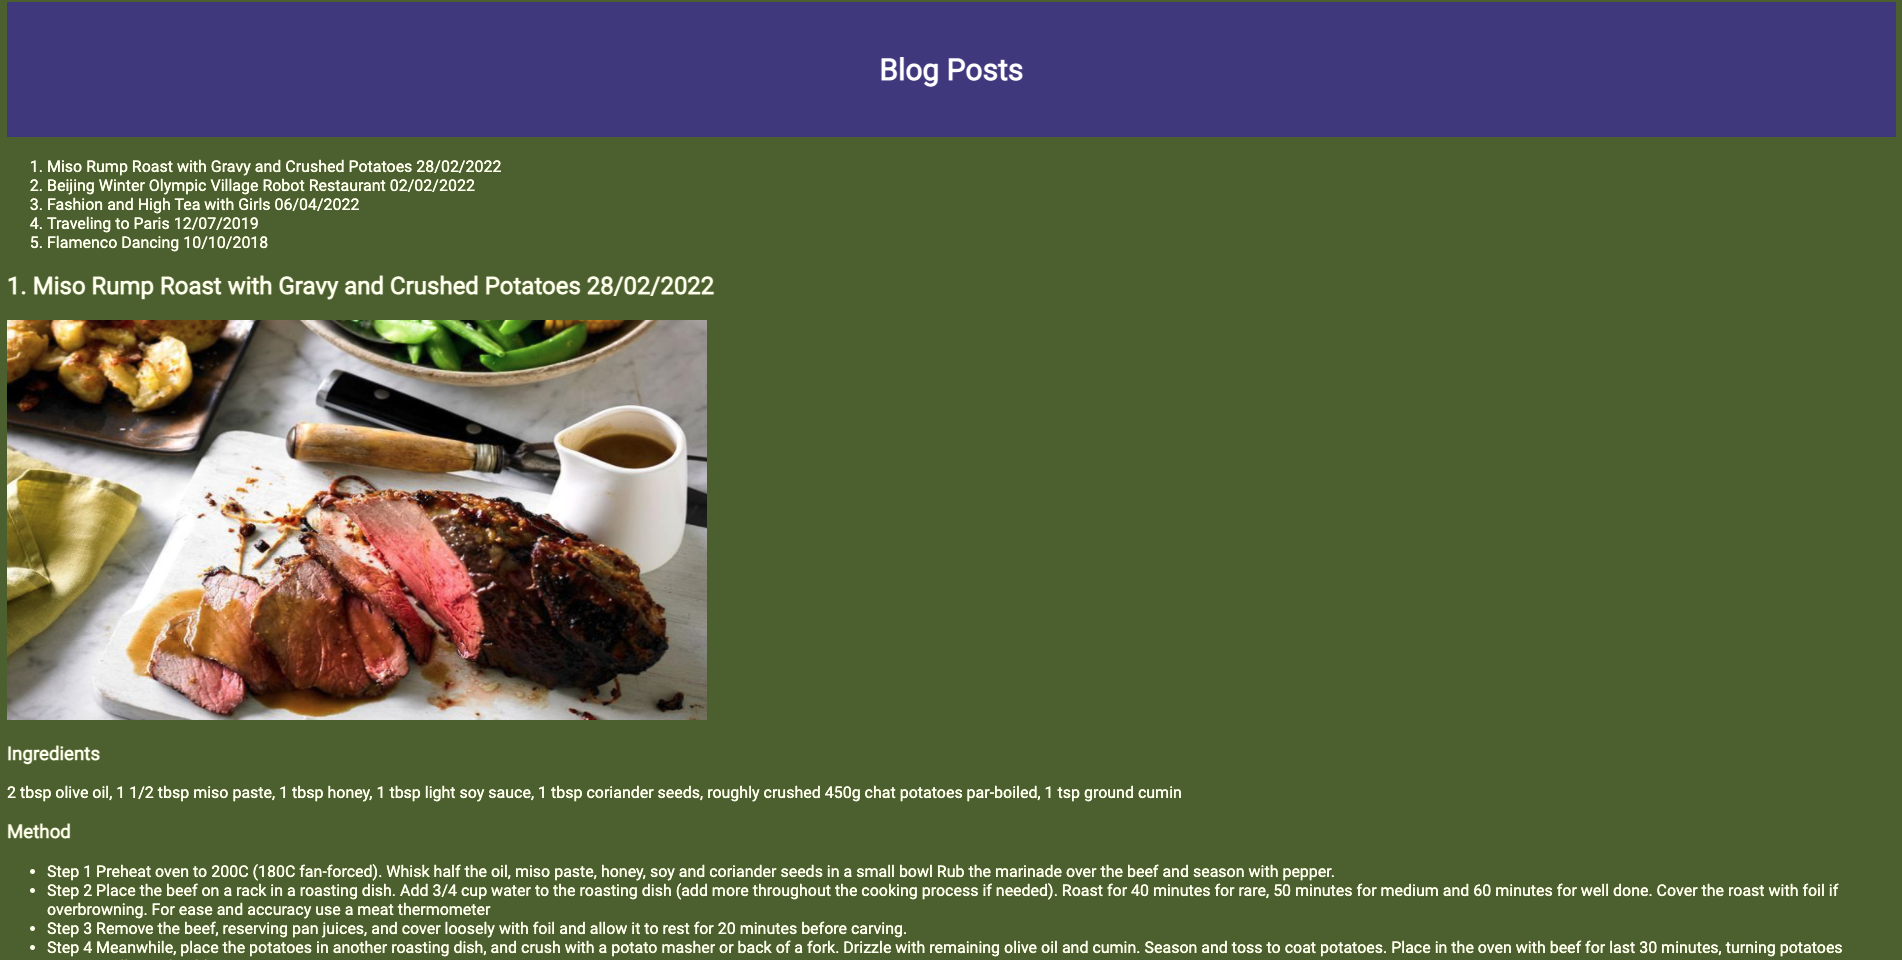 Blog Posts
1. Miso Rump Roast with Gravy and Crushed Potatoes 28/02/2022
2. Beijing Winter Olympic Village Robot Restaurant 02/02/2022
3. Fashion and High Tea with Girls 06/04/2022
4. Traveling to Paris 12/07/2019
5. Flamenco Dancing 10/10/2018
1. Miso Rump Roast with Gravy and Crushed Potatoes 28/02/2022
Ingredients
2 tbsp olive oil, 1 1/2 tbsp miso paste, 1 tbsp honey, 1 tbsp light soy sauce, 1 tbsp coriander seeds, roughly crushed 450g chat potatoes par-boiled, 1 tsp ground cumin
Method
• Step 1 Preheat oven to 200C (180C fan-forced). Whisk half the oil, miso paste, honey, soy and coriander seeds in a small bowl Rub the marinade over the beef and season with pepper.
• Step 2 Place the beef on a rack in a roasting dish. Add 3/4 cup water to the roasting dish (add more throughout the cooking process if needed). Roast for 40 minutes for rare, 50 minutes for medium and 60 minutes for well done. Cover the roast with foil if
overbrowning. For ease and accuracy use a meat thermometer
• Step 3 Remove the beef, reserving pan juices, and cover loosely with foil and allow it to rest for 20 minutes before carving.
• Step 4 Meanwhile, place the potatoes in another roasting dish, and crush with a potato masher or back of a fork. Drizzle with remaining olive oil and cumin. Season and toss to coat potatoes. Place in the oven with beef for last 30 minutes, turning potatoes